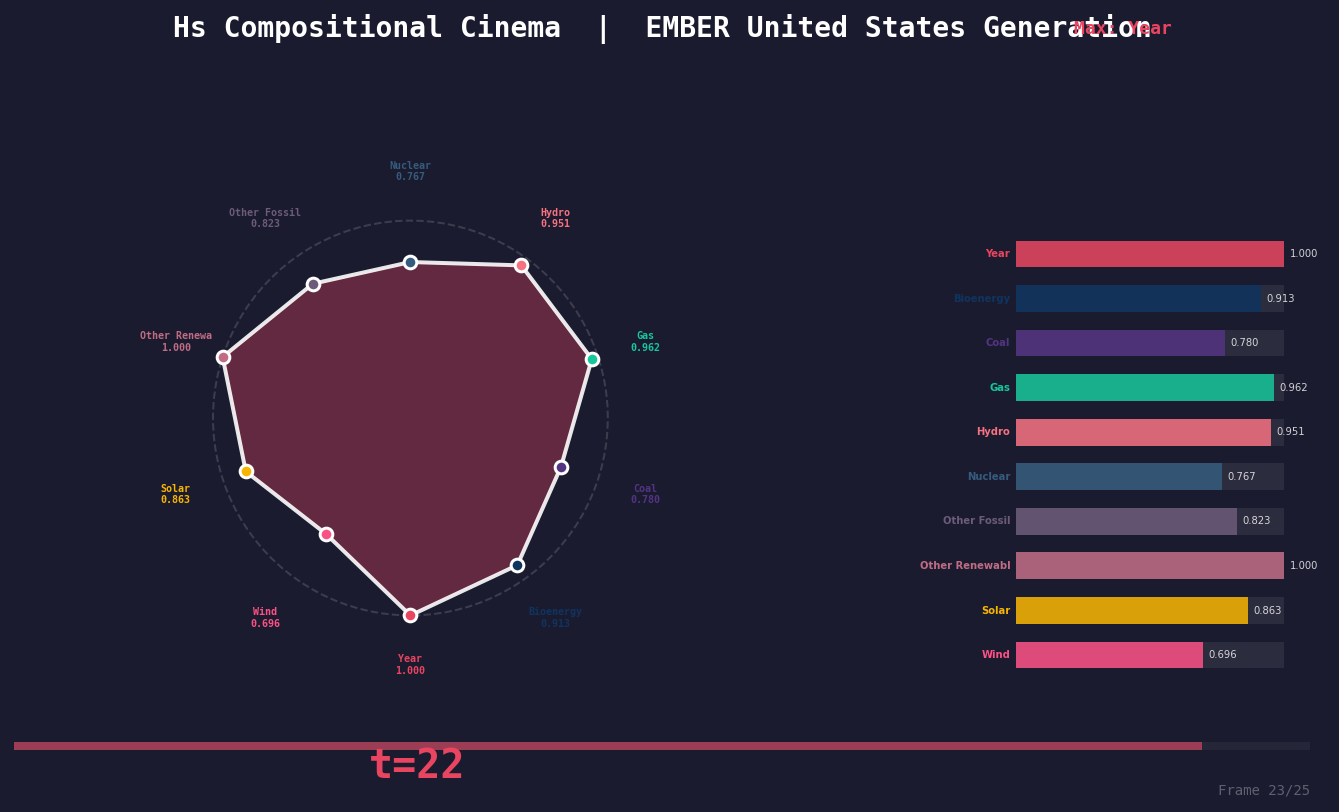 Hs Compositional Cinema | EMBER United States Generation
Max: Year
Nuclear
0.767
Other Fossil
0.823
Hydro
0.951
Other Renewa
1.000
Gas
0.962
Solar
0.863
Coal
0.780
Wind
0.696
Bioenergy
0.913
Year
1.000
Year 1.000
Bioenergy 0.913
Coal 0.780
Gas 0.962
Hydro 0.951
Nuclear 0.767
Other Fossil 0.823
Other Renewabl 1.000
Solar 0.863
Wind 0.696
t=22
Frame 23/25